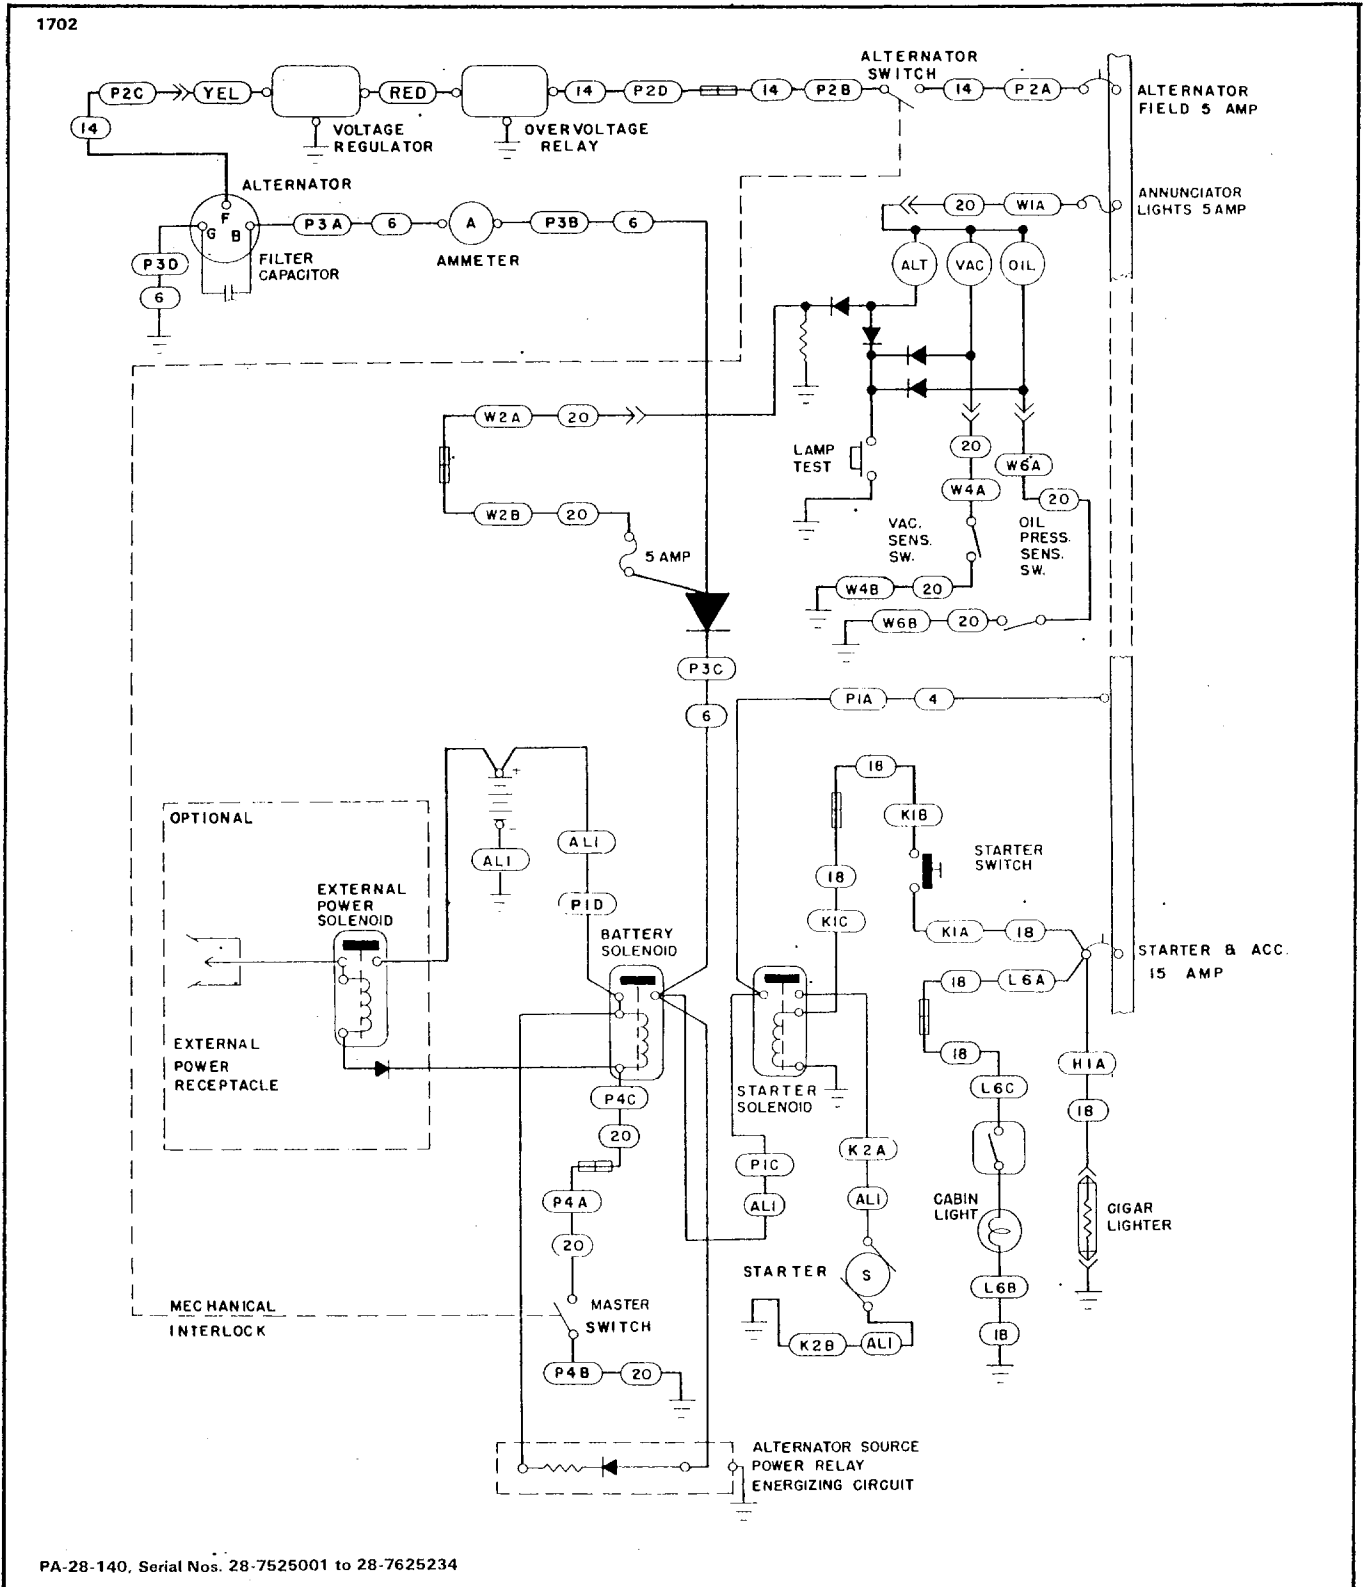 1702
ALTERNATOR
SWITCH
P2C
YEL
RED
14
P2D
14
P2B
14
P2A
ALTERNATOR
FIELD 5 AMP
14
VOLTAGE
REGULATOR
OVERVOLTAGE
RELAY
ALTERNATOR
F
G
B
P3A
6
A
P3B
6
AMMETER
FILTER
CAPACITOR
P3D
6
20
W1A
ANNUNCIATOR
LIGHTS 5 AMP
ALT
VAC
OIL
W2A
20
W2B
20
5 AMP
LAMP
TEST
20
W4A
W6A
20
VAC.
SENS.
SW.
OIL
PRESS.
SENS.
SW.
W4B
20
W6B
20
P3C
6
P1A
4
18
K1B
STARTER
SWITCH
18
K1C
K1A
18
STARTER & ACC.
15 AMP
+
-
AL1
AL1
P1D
OPTIONAL
EXTERNAL
POWER
SOLENOID
BATTERY
SOLENOID
EXTERNAL
POWER
RECEPTACLE
18
L6A
18
L6C
H1A
18
STARTER
SOLENOID
P4C
20
P4A
20
P1C
AL1
K2A
AL1
CABIN
LIGHT
CIGAR
LIGHTER
STARTER
S
L6B
18
MECHANICAL
INTERLOCK
MASTER
SWITCH
K2B
AL1
P4B
20
ALTERNATOR SOURCE
POWER RELAY
ENERGIZING CIRCUIT
PA-28-140, Serial Nos. 28-7525001 to 28-7625234